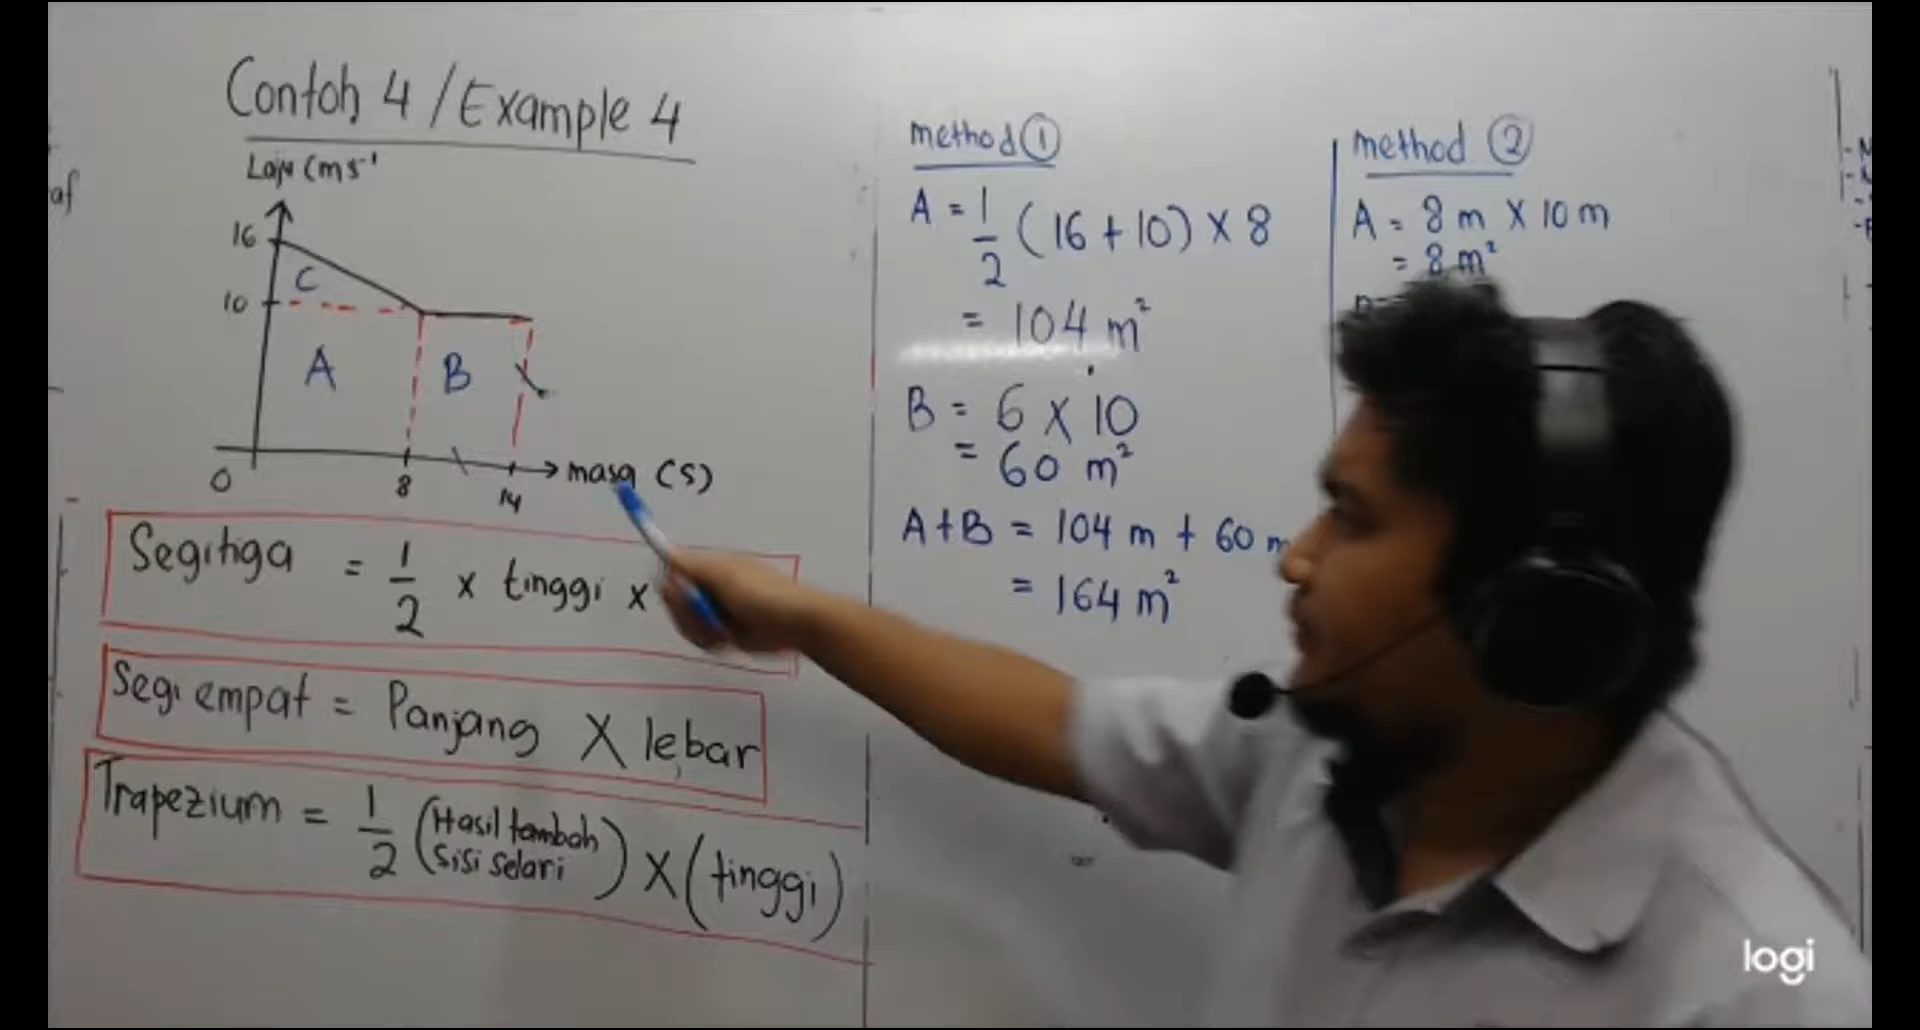 Contoh 4 / Example 4
Laju (ms⁻¹
16
C
10
A
B
0
8
14
masa (s)
Segitiga = 1/2 x tinggi x
Segi empat = Panjang X lebar
Trapezium = 1/2 (Hasil tambah sisi selari) X (tinggi)
method ①
A = 1/2 (16 + 10) X 8
= 104 m²
B = 6 X 10
= 60 m²
A + B = 104 m + 60 m
= 164 m²
method ②
A = 8 m X 10 m
= 8 m²
af
logi